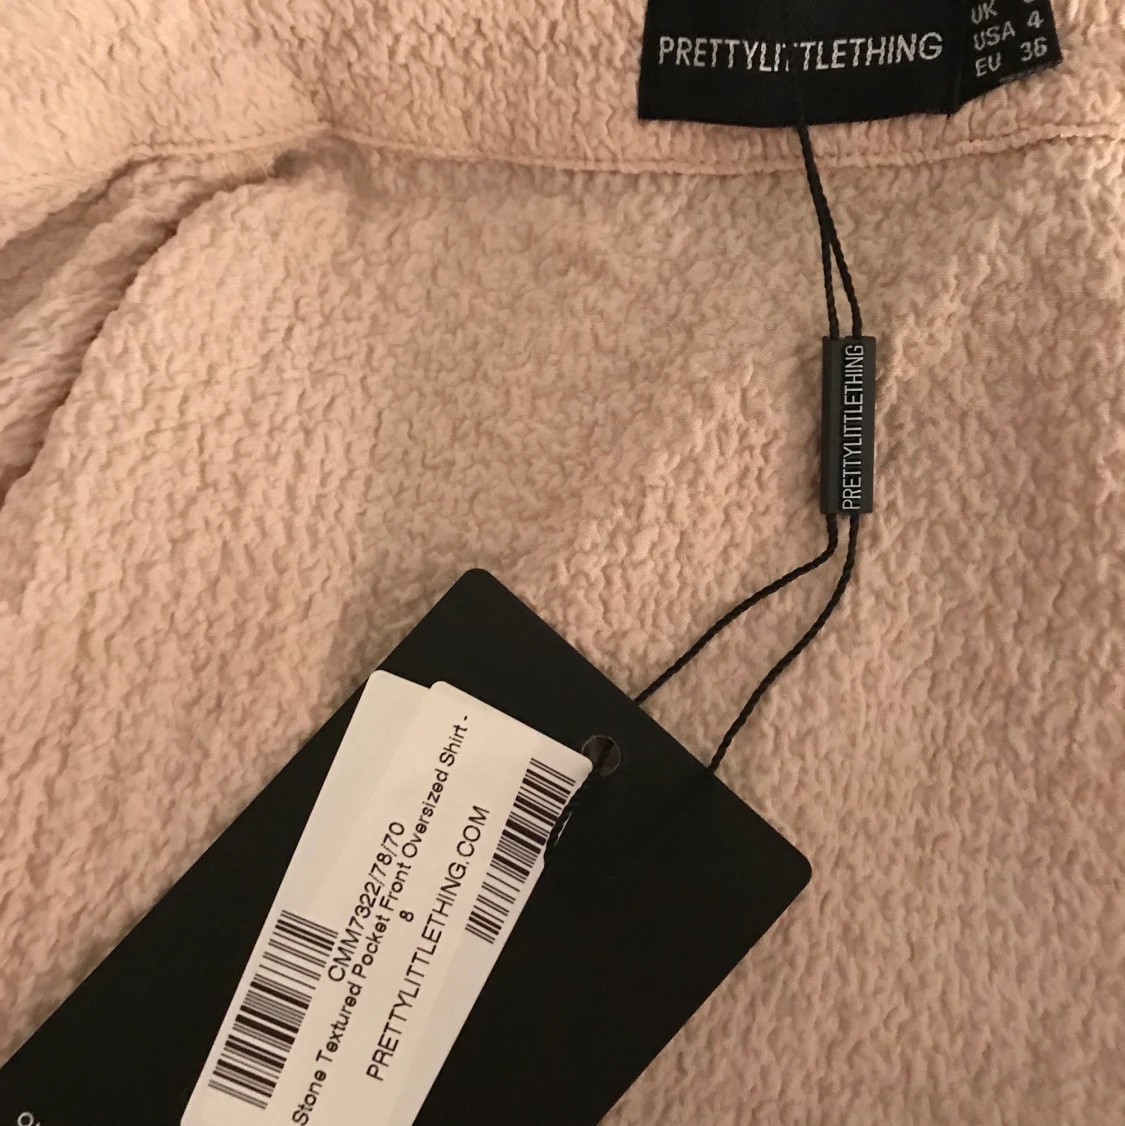 PRETTYLITTLETHING
UK
USA 4
EU 36
PRETTYLITTLETHING
CMM7322/78/70
Stone Textured Pocket Front Oversized Shirt -
8
PRETTYLITTLETHING.COM